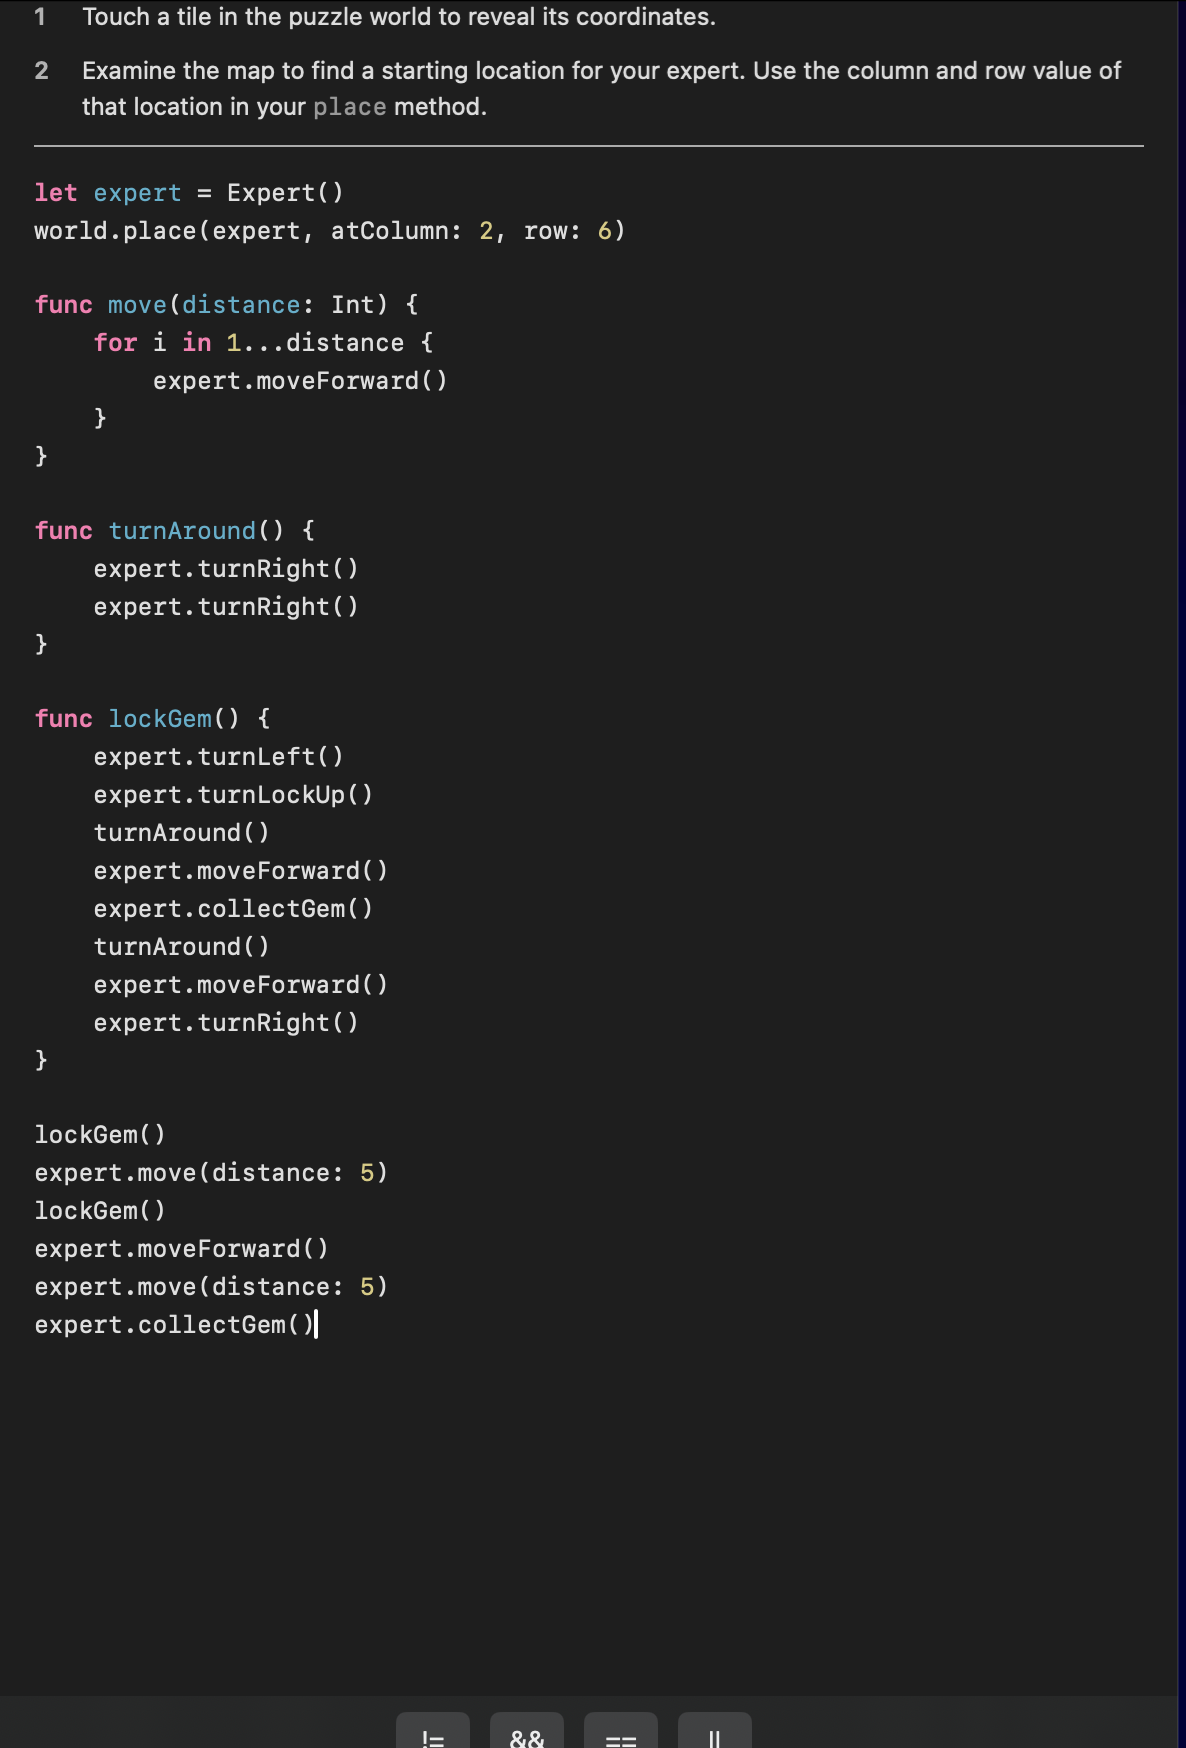 1 Touch a tile in the puzzle world to reveal its coordinates.
2 Examine the map to find a starting location for your expert. Use the column and row value of
that location in your place method.
let expert = Expert()
world.place(expert, atColumn: 2, row: 6)
func move(distance: Int) {
    for i in 1...distance {
        expert.moveForward()
    }
}
func turnAround() {
    expert.turnRight()
    expert.turnRight()
}
func lockGem() {
    expert.turnLeft()
    expert.turnLockUp()
    turnAround()
    expert.moveForward()
    expert.collectGem()
    turnAround()
    expert.moveForward()
    expert.turnRight()
}
lockGem()
expert.move(distance: 5)
lockGem()
expert.moveForward()
expert.move(distance: 5)
expert.collectGem()
!= && == ||